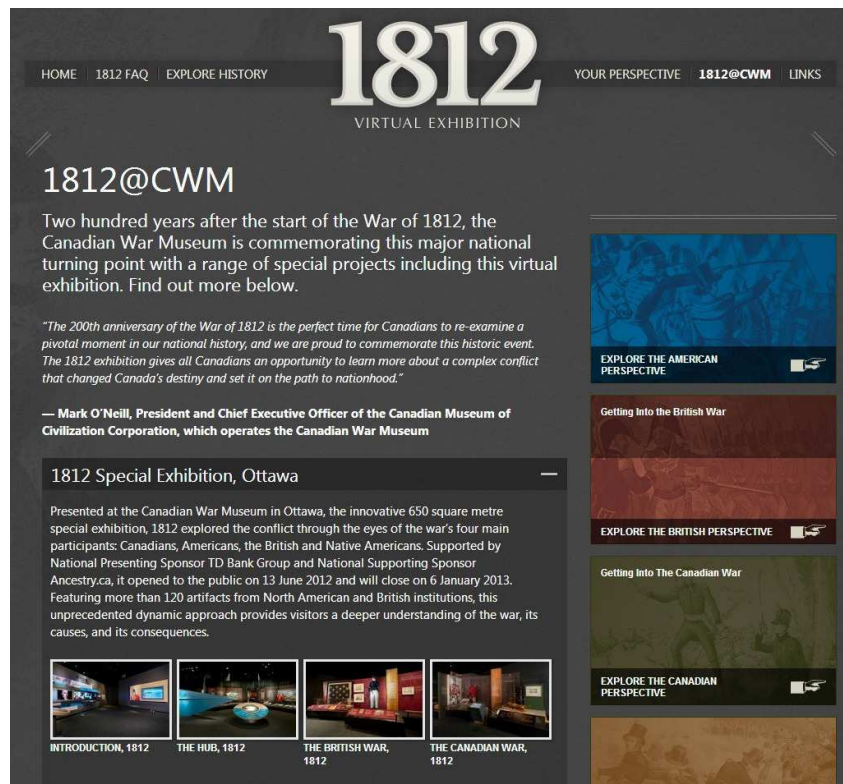 1812
HOME
1812 FAQ
EXPLORE HISTORY
YOUR PERSPECTIVE
1812@CWM
LINKS
VIRTUAL EXHIBITION
1812@CWM
Two hundred years after the start of the War of 1812, the
Canadian War Museum is commemorating this major national
turning point with a range of special projects including this virtual
exhibition. Find out more below.
"The 200th anniversary of the War of 1812 is the perfect time for Canadians to re-examine a
pivotal moment in our national history, and we are proud to commemorate this historic event.
The 1812 exhibition gives all Canadians an opportunity to learn more about a complex conflict
that changed Canada's destiny and set it on the path to nationhood."
— Mark O'Neill, President and Chief Executive Officer of the Canadian Museum of
Civilization Corporation, which operates the Canadian War Museum
1812 Special Exhibition, Ottawa
Presented at the Canadian War Museum in Ottawa, the innovative 650 square metre
special exhibition, 1812 explored the conflict through the eyes of the war's four main
participants: Canadians, Americans, the British and Native Americans. Supported by
National Presenting Sponsor TD Bank Group and National Supporting Sponsor
Ancestry.ca, it opened to the public on 13 June 2012 and will close on 6 January 2013.
Featuring more than 120 artifacts from North American and British institutions, this
unprecedented dynamic approach provides visitors a deeper understanding of the war, its
causes, and its consequences.
INTRODUCTION, 1812
THE HUB, 1812
THE BRITISH WAR,
1812
THE CANADIAN WAR,
1812
EXPLORE THE AMERICAN
PERSPECTIVE
Getting Into the British War
EXPLORE THE BRITISH PERSPECTIVE
Getting Into The Canadian War
EXPLORE THE CANADIAN
PERSPECTIVE